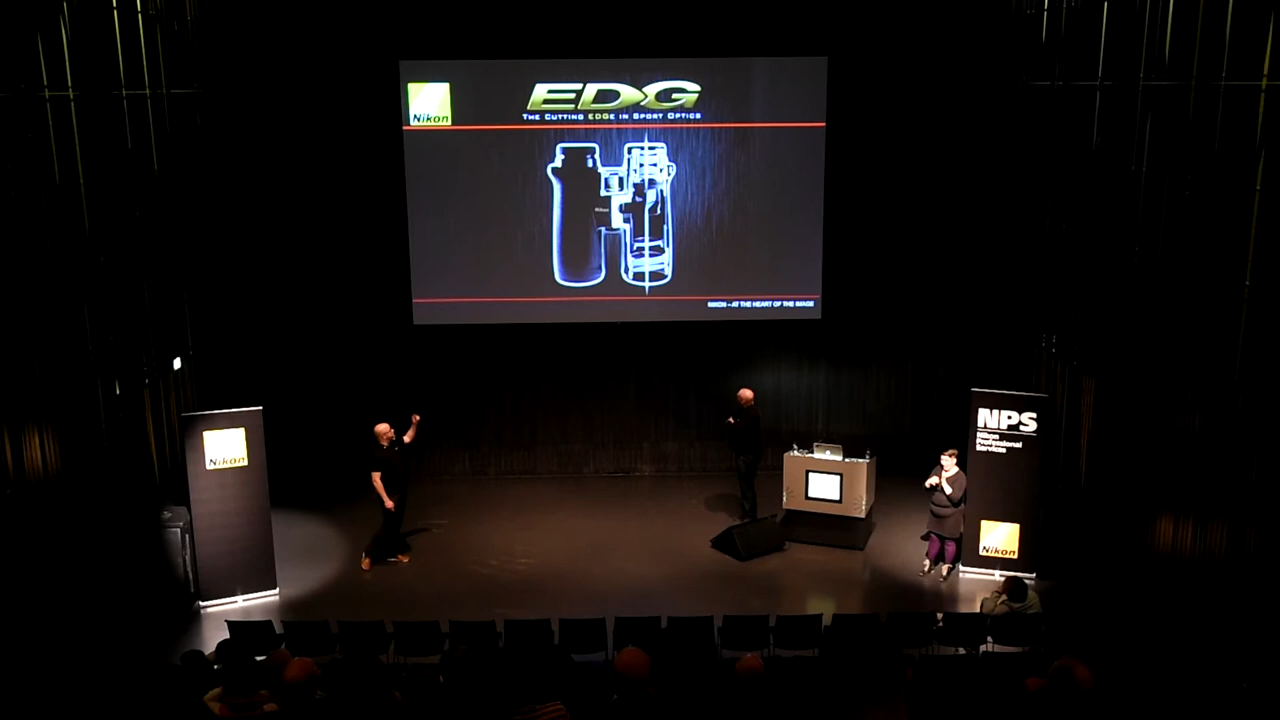 EDG
Nikon
THE CUTTING EDGE IN SPORT OPTICS
Nikon
NIKON - AT THE HEART OF THE IMAGE
Nikon
NPS
Nikon
Professional
Services
Nikon